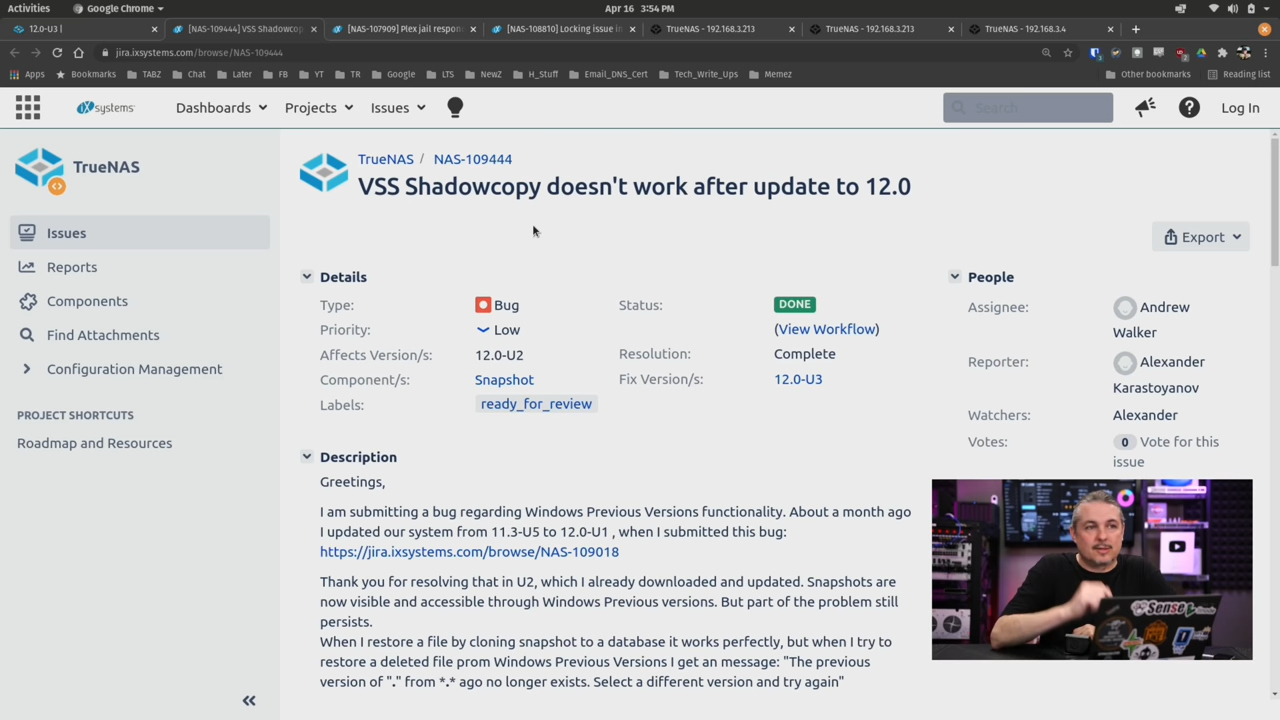 Activities
Google Chrome
Apr 16 3:54 PM
12.0-U3 |
[NAS-109444] VSS Shadowcop
[NAS-107909] Plex jail respon
[NAS-108810] Locking issue in
TrueNAS - 192.168.3.213
TrueNAS - 192.168.3.213
TrueNAS - 192.168.3.4
jira.ixsystems.com/browse/NAS-109444
Apps
Bookmarks
TABZ
Chat
Later
FB
YT
TR
Google
LTS
NewZ
H_Stuff
Email_DNS_Cert
Tech_Write_Ups
Memez
Other bookmarks
Reading list
iXsystems
Dashboards
Projects
Issues
Search
Log In
TrueNAS
Issues
Reports
Components
Find Attachments
Configuration Management
PROJECT SHORTCUTS
Roadmap and Resources
TrueNAS / NAS-109444
VSS Shadowcopy doesn't work after update to 12.0
Export
Details
Type: Bug
Priority: Low
Affects Version/s: 12.0-U2
Component/s: Snapshot
Labels: ready_for_review
Status: DONE
(View Workflow)
Resolution: Complete
Fix Version/s: 12.0-U3
Description
Greetings,
I am submitting a bug regarding Windows Previous Versions functionality. About a month ago
I updated our system from 11.3-U5 to 12.0-U1 , when I submitted this bug:
https://jira.ixsystems.com/browse/NAS-109018
Thank you for resolving that in U2, which I already downloaded and updated. Snapshots are
now visible and accessible through Windows Previous versions. But part of the problem still
persists.
When I restore a file by cloning snapshot to a database it works perfectly, but when I try to
restore a deleted file prom Windows Previous Versions I get an message: "The previous
version of "." from *.* ago no longer exists. Select a different version and try again"
People
Assignee: Andrew
Walker
Reporter: Alexander
Karastoyanov
Watchers: Alexander
Votes: 0 Vote for this
issue